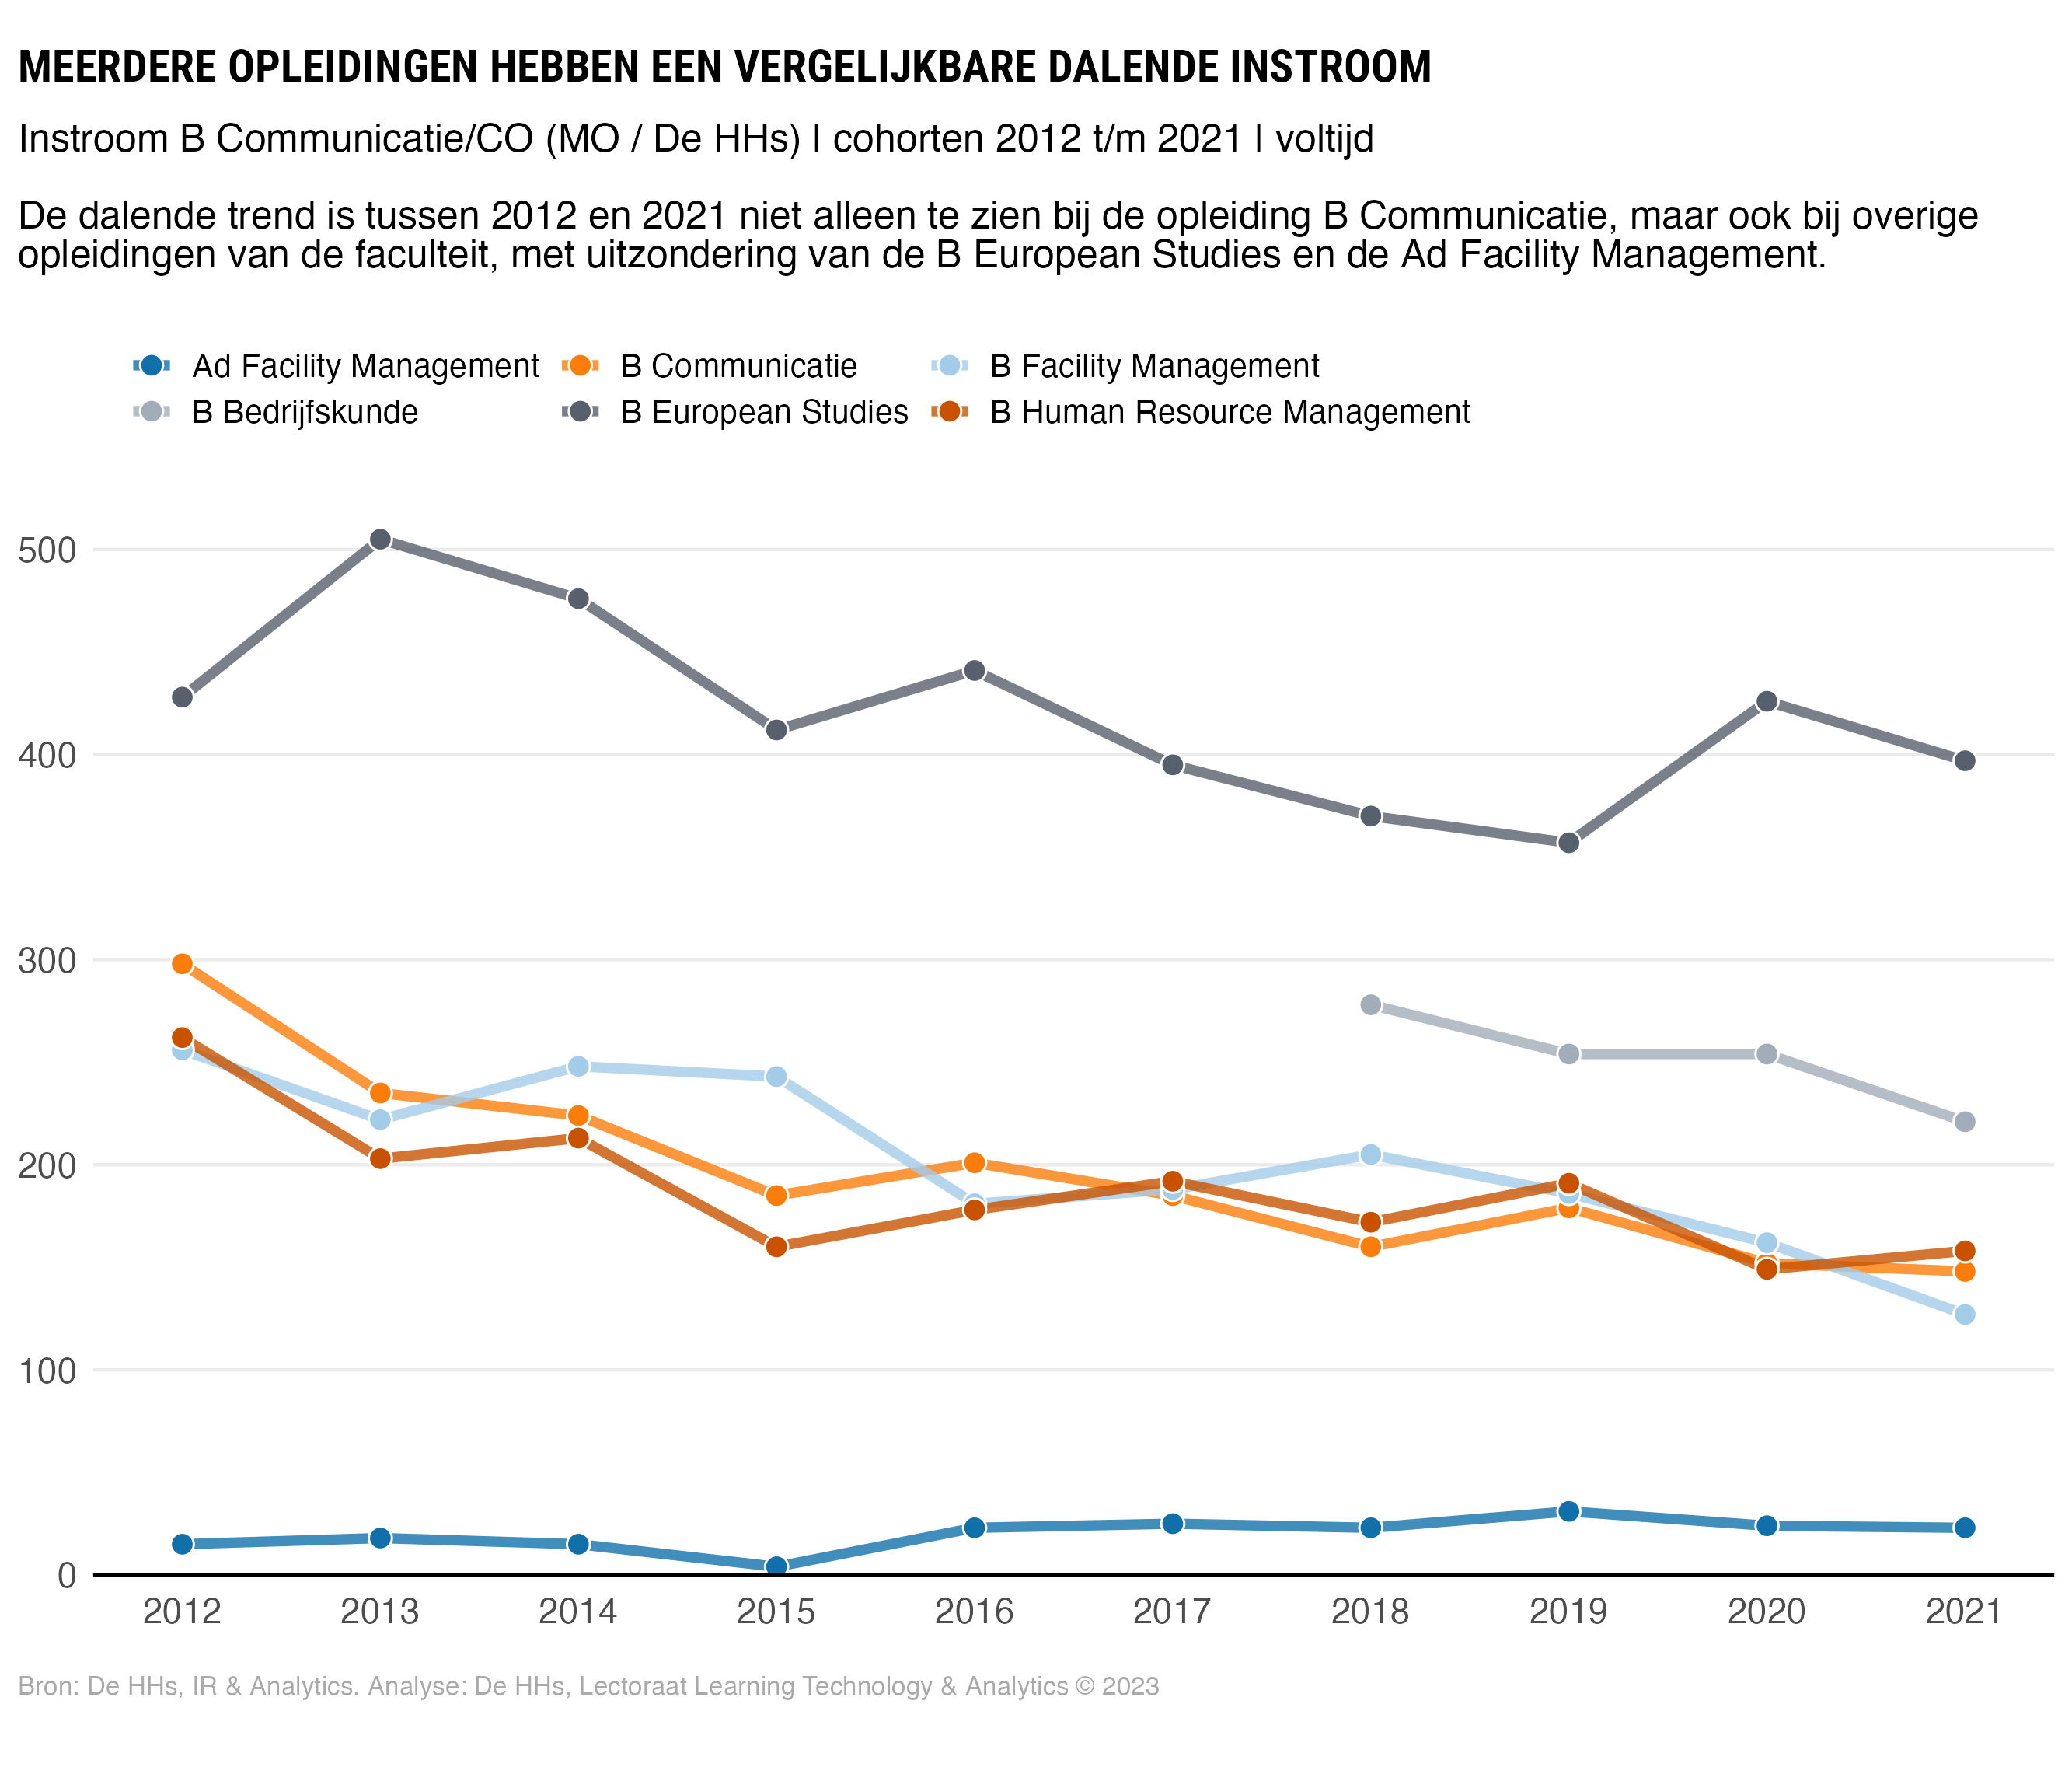 MEERDERE OPLEIDINGEN HEBBEN EEN VERGELIJKBARE DALENDE INSTROOM
Instroom B Communicatie/CO (MO / De HHs) | cohorten 2012 t/m 2021 | voltijd
De dalende trend is tussen 2012 en 2021 niet alleen te zien bij de opleiding B Communicatie, maar ook bij overige
opleidingen van de faculteit, met uitzondering van de B European Studies en de Ad Facility Management.
Ad Facility Management B Communicatie B Facility Management
B Bedrijfskunde B European Studies B Human Resource Management
500
400
300
200
100
0
2012 2013 2014 2015 2016 2017 2018 2019 2020 2021
Bron: De HHs, IR & Analytics. Analyse: De HHs, Lectoraat Learning Technology & Analytics © 2023